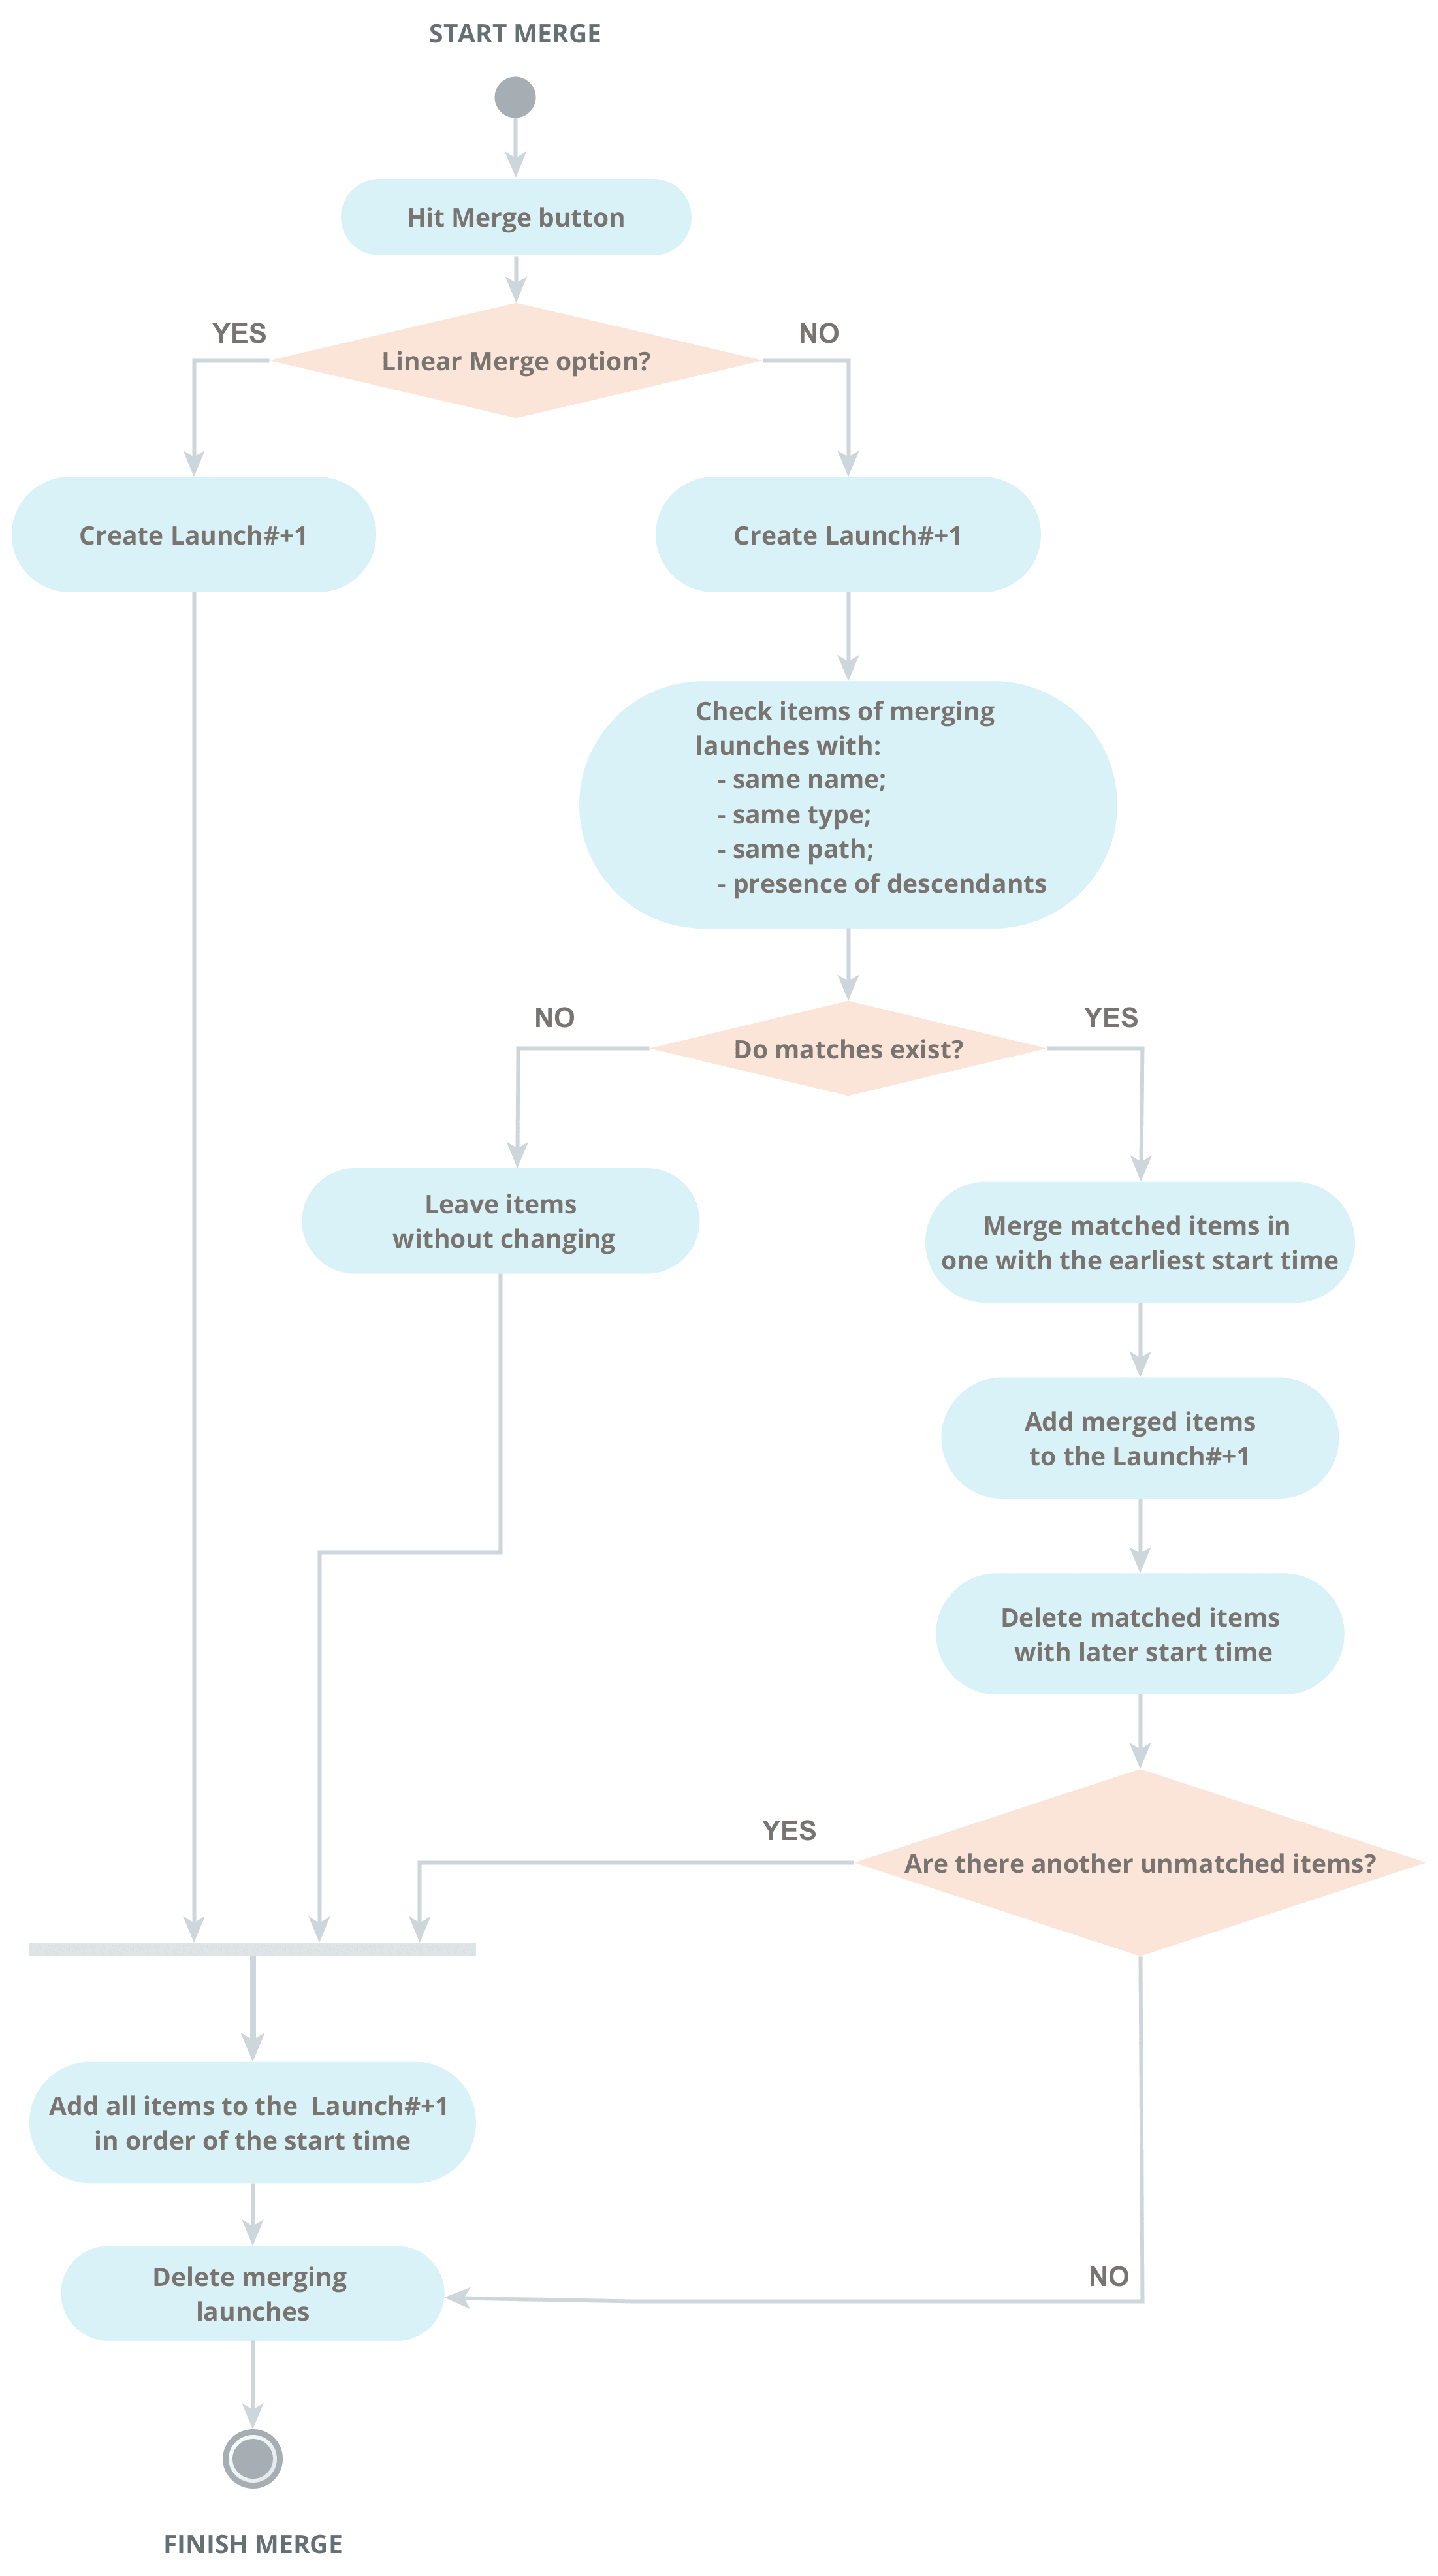 START MERGE
Hit Merge button
YES
NO
Linear Merge option?
Create Launch#+1
Create Launch#+1
Check items of merging
launches with:
- same name;
- same type;
- same path;
- presence of descendants
NO
YES
Do matches exist?
Leave items
without changing
Merge matched items in
one with the earliest start time
Add merged items
to the Launch#+1
Delete matched items
with later start time
YES
Are there another unmatched items?
Add all items to the Launch#+1
in order of the start time
NO
Delete merging
launches
FINISH MERGE